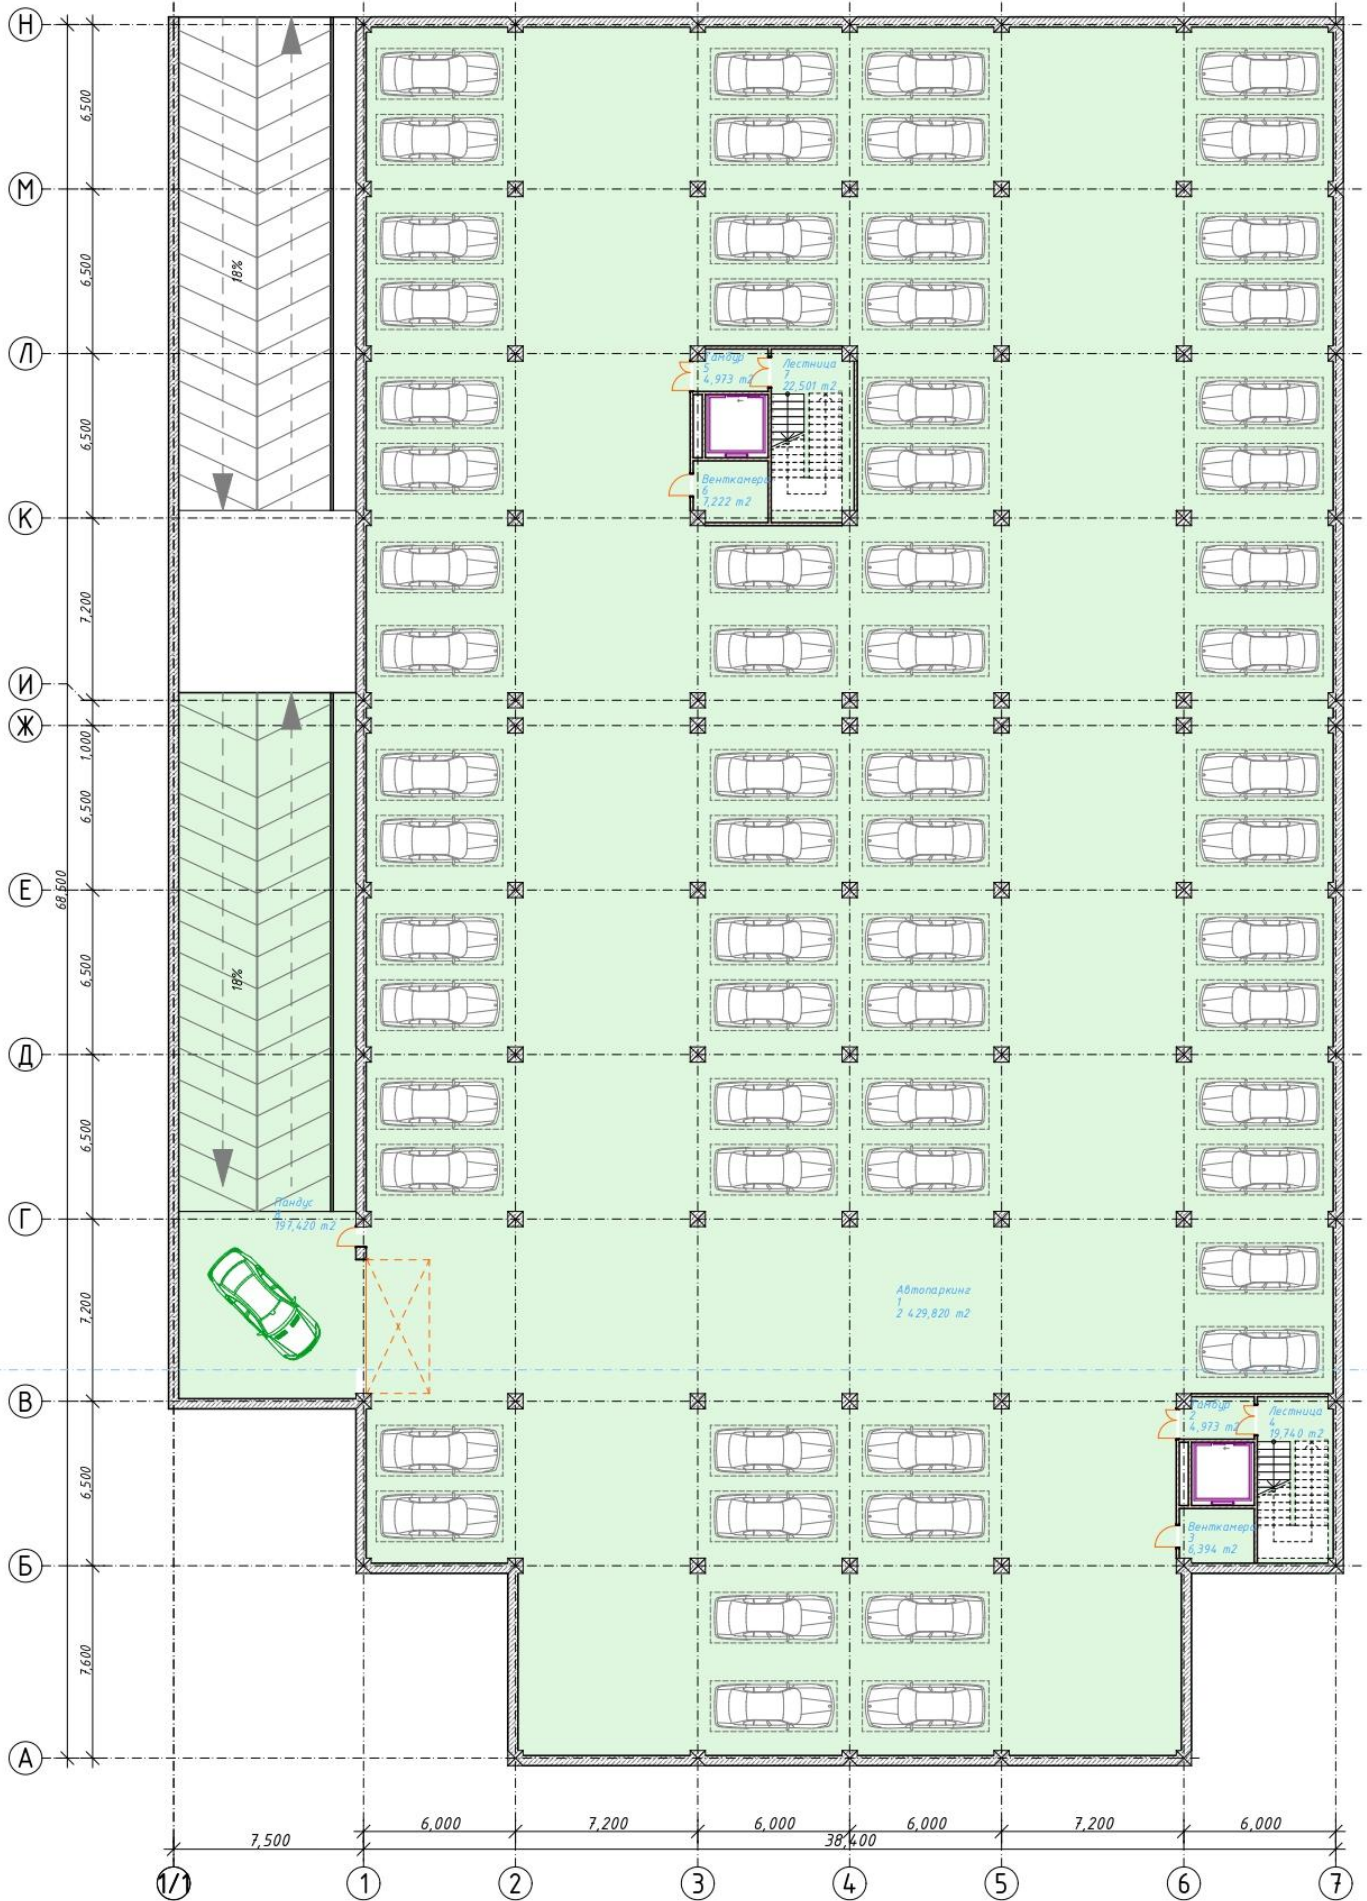 Н
6,500
М
6,500
18%
Л
Тамбур
5
4,973 m2
Лестница
7
22,501 m2
6,500
Венткамера
6
7,222 m2
К
7,200
И
Ж
1,000
6,500
Е
68,500
6,500
18%
Д
6,500
Пандус
197,420 m2
Г
Автопаркинг
1
2 429,820 m2
7,200
В
Тамбур
2
4,973 m2
Лестница
4
19,740 m2
6,500
Венткамера
3
6,394 m2
Б
7,600
А
6,000
7,200
6,000
6,000
7,200
6,000
7,500
38,400
1/1
1
2
3
4
5
6
7